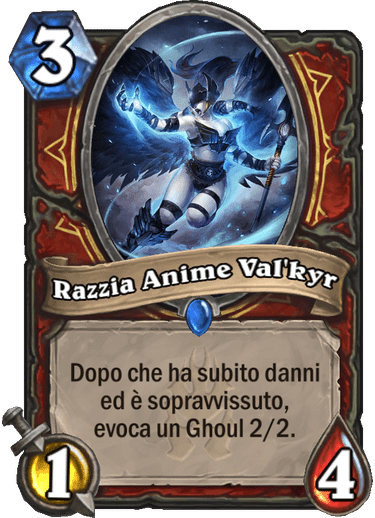 3
Razzia Anime Val'kyr
Dopo che ha subito danni
ed è sopravvissuto,
evoca un Ghoul 2/2.
1
4